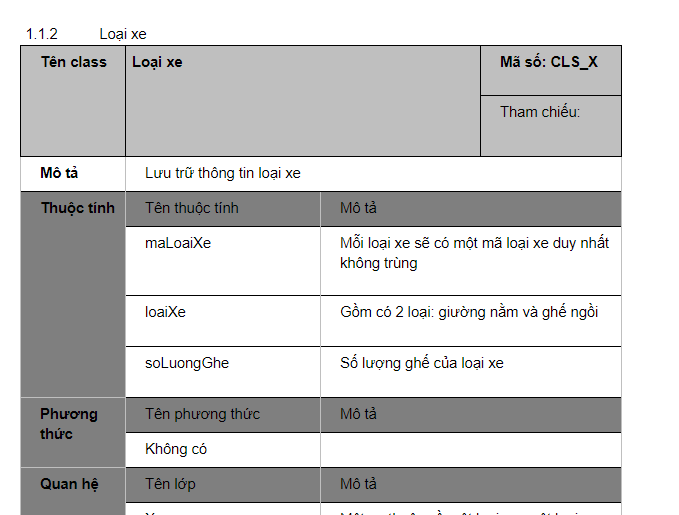 1.1.2 Loại xe
Tên class Loại xe Mã số: CLS_X
Tham chiếu:
Mô tả Lưu trữ thông tin loại xe
Thuộc tính Tên thuộc tính Mô tả
maLoaiXe Mỗi loại xe sẽ có một mã loại xe duy nhất
không trùng
loaiXe Gồm có 2 loại: giường nằm và ghế ngồi
soLuongGhe Số lượng ghế của loại xe
Phương Tên phương thức Mô tả
thức
Không có
Quan hệ Tên lớp Mô tả